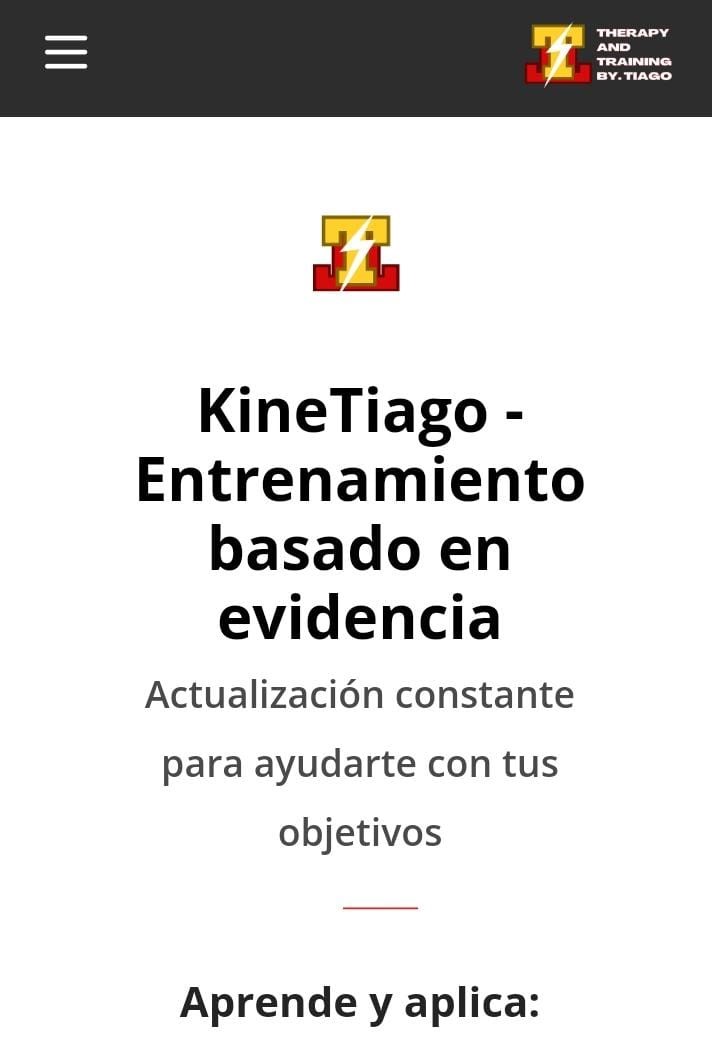 THERAPY
AND
TRAINING
BY.TIAGO
KineTiago -
Entrenamiento
basado en
evidencia
Actualización constante
para ayudarte con tus
objetivos
Aprende y aplica: